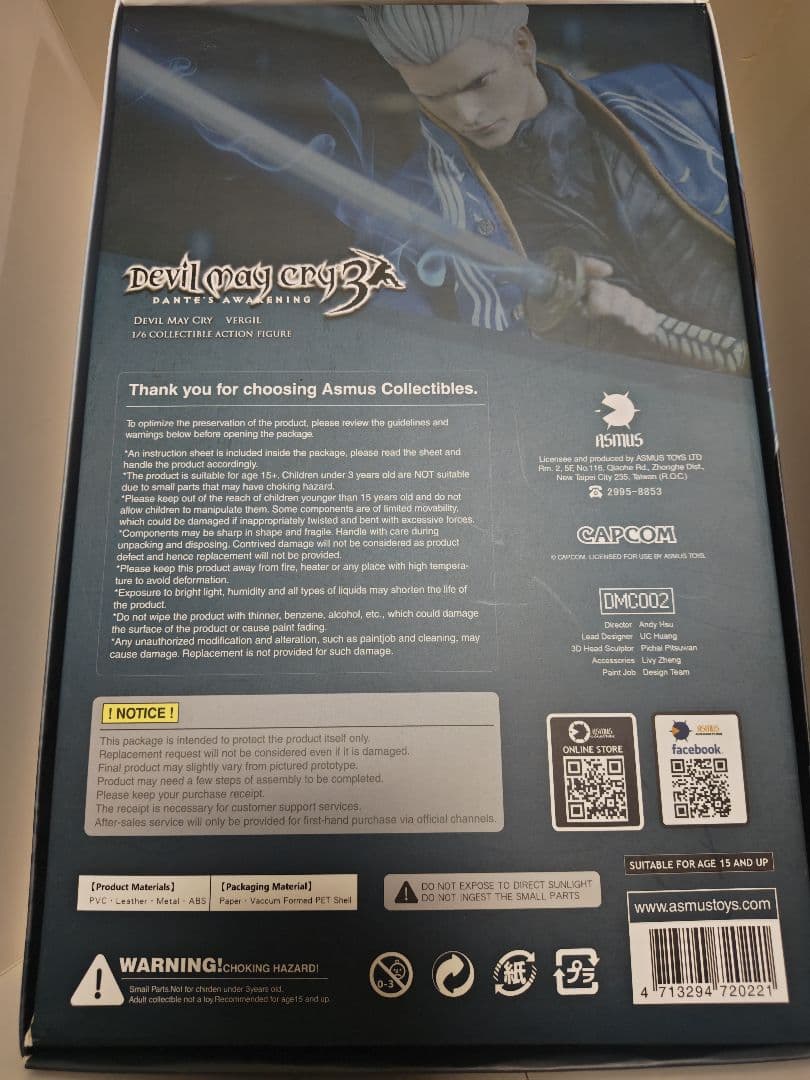 Devil may cry 3
DANTE'S AWAKENING
DEVIL MAY CRY VERGIL
1/6 COLLECTIBLE ACTION FIGURE
Thank you for choosing Asmus Collectibles.
To optimize the preservation of the product, please review the guidelines and
warnings below before opening the package.
*An instruction sheet is included inside the package, please read the sheet and
handle the product accordingly.
*The product is suitable for age 15+. Children under 3 years old are NOT suitable
due to small parts that may have choking hazard.
*Please keep out of the reach of children younger than 15 years old and do not
allow children to manipulate them. Some components are of limited movability,
which could be damaged if inappropriately twisted and bent with excessive forces.
*Components may be sharp in shape and fragile. Handle with care during
unpacking and disposing. Contrived damage will not be considered as product
defect and hence replacement will not be provided.
*Please keep this product away from fire, heater or any place with high tempera-
ture to avoid deformation.
*Exposure to bright light, humidity and all types of liquids may shorten the life of
the product.
*Do not wipe the product with thinner, benzene, alcohol, etc., which could damage
the surface of the product or cause paint fading.
*Any unauthorized modification and alteration, such as paintjob and cleaning, may
cause damage. Replacement is not provided for such damage.
ASMUS
Licensee and produced by ASMUS TOYS LTD
Rm. 2, 5F, No.116, Qiaohe Rd., Zhonghe Dist.,
New Taipei City 235, Taiwan (R.O.C)
2995-8853
CAPCOM
© CAPCOM. LICENSED FOR USE BY ASMUS TOYS.
DMC002
Director Andy Hsu
Lead Designer UC Huang
3D Head Sculptor Pichai Pitsuwan
Accessories Livy Zheng
Paint Job Design Team
! NOTICE !
This package is intended to protect the product itself only.
Replacement request will not be considered even if it is damaged.
Final product may slightly vary from pictured prototype.
Product may need a few steps of assembly to be completed.
Please keep your purchase receipt.
The receipt is necessary for customer support services.
After-sales service will only be provided for first-hand purchase via official channels.
ASMUS
ONLINE STORE
ASMUS
facebook
SUITABLE FOR AGE 15 AND UP
【Product Materials】
PVC · Leather · Metal · ABS
【Packaging Material】
Paper · Vaccum Formed PET Shell
DO NOT EXPOSE TO DIRECT SUNLIGHT
DO NOT INGEST THE SMALL PARTS
www.asmustoys.com
WARNING! CHOKING HAZARD!
Small Parts.Not for chirden under 3years old.
Adult collectible not a toy.Recommended for age15 and up.
0-3
紙
プラ
4 713294 720221